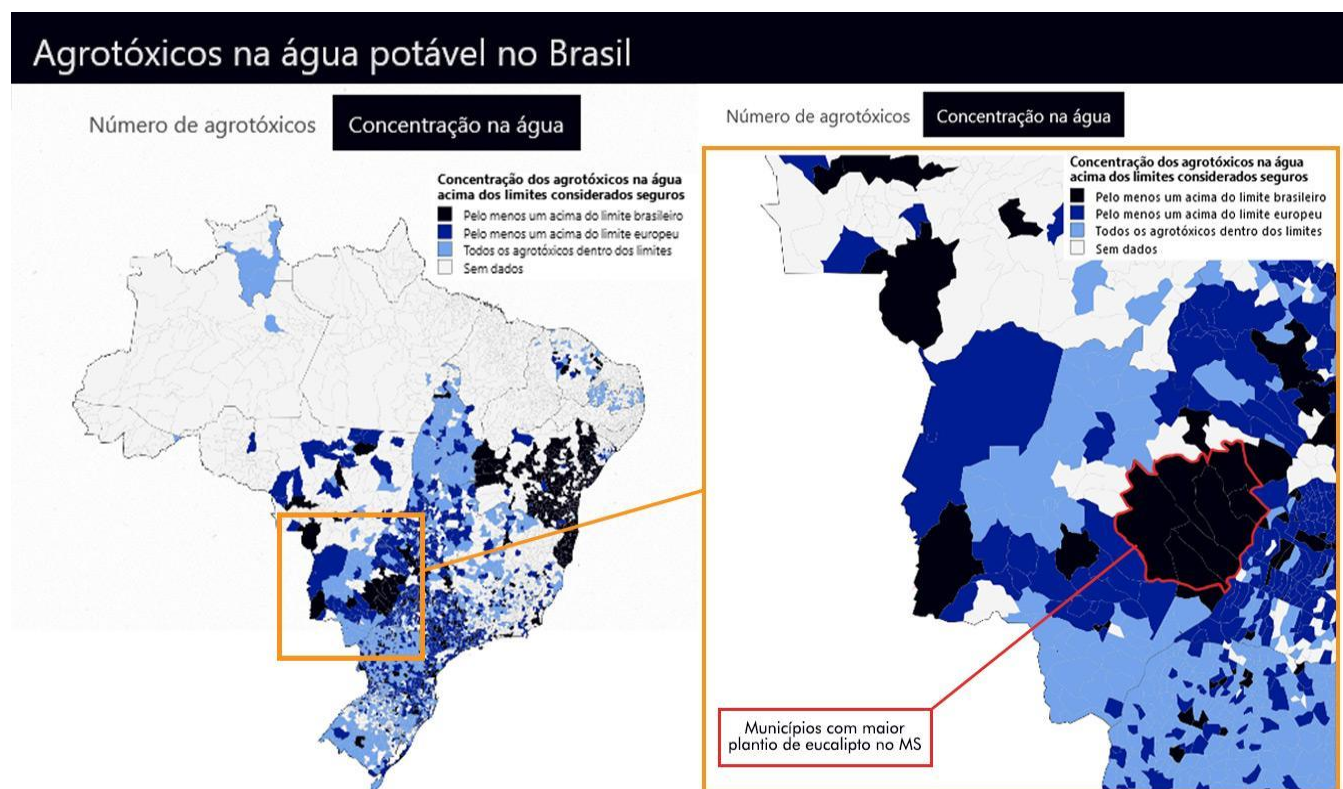 Agrotóxicos na água potável no Brasil
Número de agrotóxicos
Concentração na água
Concentração dos agrotóxicos na água
acima dos limites considerados seguros
Pelo menos um acima do limite brasileiro
Pelo menos um acima do limite europeu
Todos os agrotóxicos dentro dos limites
Sem dados
Número de agrotóxicos
Concentração na água
Concentração dos agrotóxicos na água
acima dos limites considerados seguros
Pelo menos um acima do limite brasileiro
Pelo menos um acima do limite europeu
Todos os agrotóxicos dentro dos limites
Sem dados
Municípios com maior
plantio de eucalipto no MS